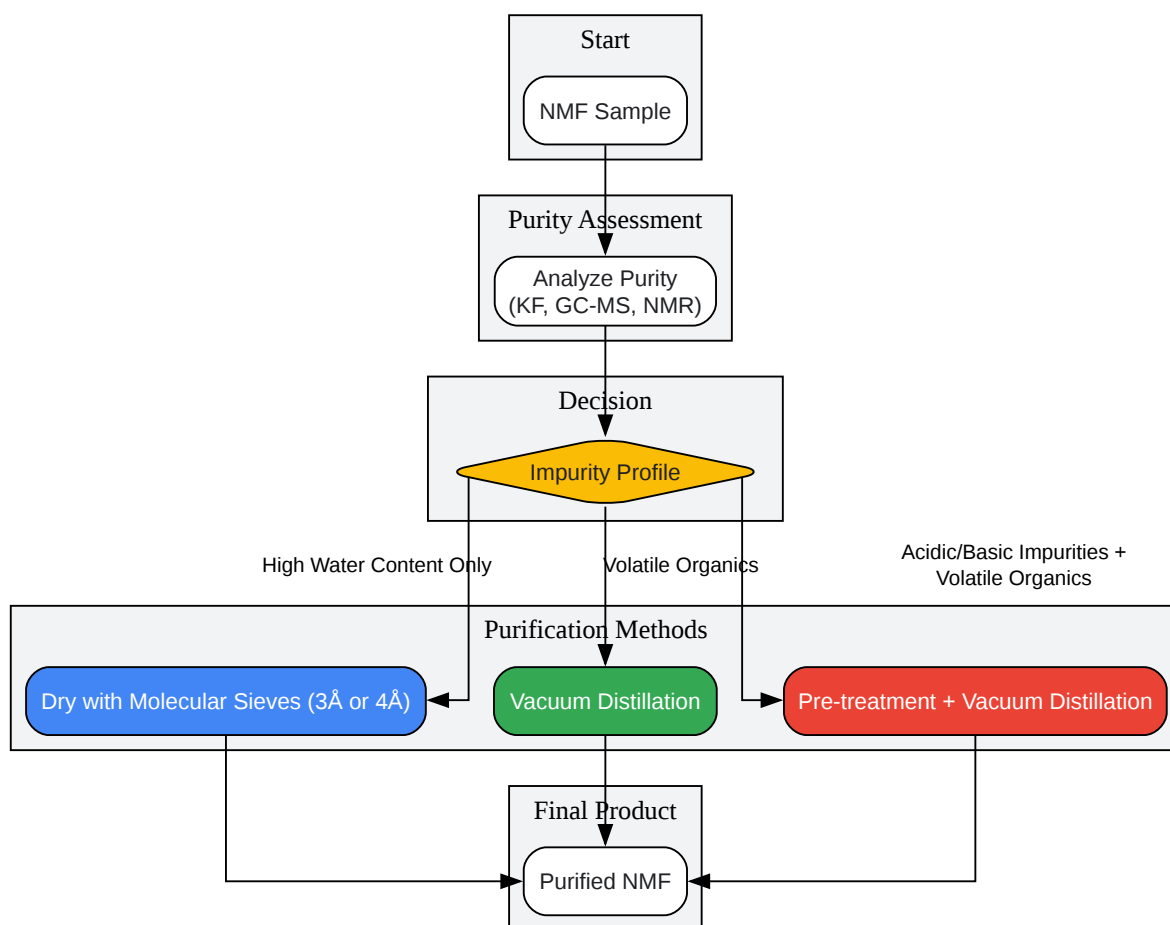 Start
NMF Sample
Purity Assessment
Analyze Purity
(KF, GC-MS, NMR)
Decision
Impurity Profile
High Water Content Only
Volatile Organics
Acidic/Basic Impurities +
Volatile Organics
Purification Methods
Dry with Molecular Sieves (3Å or 4Å)
Vacuum Distillation
Pre-treatment + Vacuum Distillation
Final Product
Purified NMF